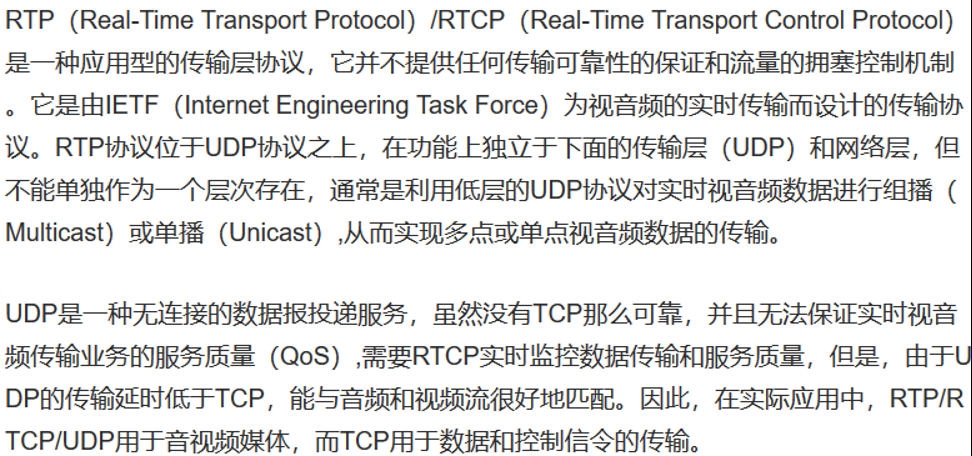 RTP（Real-Time Transport Protocol）/RTCP（Real-Time Transport Control Protocol）
是一种应用型的传输层协议，它并不提供任何传输可靠性的保证和流量的拥塞控制机制
。它是由IETF（Internet Engineering Task Force）为视音频的实时传输而设计的传输协
议。RTP协议位于UDP协议之上，在功能上独立于下面的传输层（UDP）和网络层，但
不能单独作为一个层次存在，通常是利用低层的UDP协议对实时视音频数据进行组播（
Multicast）或单播（Unicast）,从而实现多点或单点视音频数据的传输。
UDP是一种无连接的数据报投递服务，虽然没有TCP那么可靠，并且无法保证实时视音
频传输业务的服务质量（QoS）,需要RTCP实时监控数据传输和服务质量，但是，由于U
DP的传输延时低于TCP，能与音频和视频流很好地匹配。因此，在实际应用中，RTP/R
TCP/UDP用于音视频媒体，而TCP用于数据和控制信令的传输。